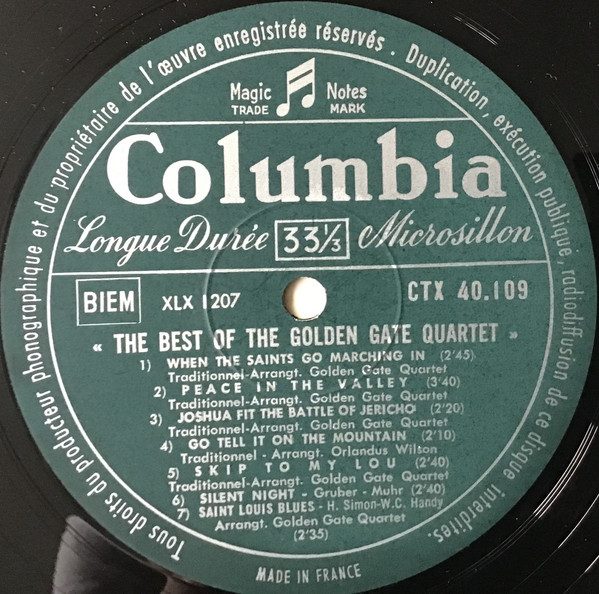 Tous droits du producteur phonographique et du propriétaire de l'œuvre enregistrée réservés. Duplication, exécution publique, radiodiffusion de ce disque interdites.
Magic Notes
TRADE MARK
Columbia
Longue Durée 33⅓ Microsillon
BIEM XLX 1207 CTX 40.109
« THE BEST OF THE GOLDEN GATE QUARTET »
1) WHEN THE SAINTS GO MARCHING IN (2'45)
Traditionnel-Arrangt. Golden Gate Quartet
2) PEACE IN THE VALLEY (3'40)
Traditionnel-Arrangt. Golden Gate Quartet
3) JOSHUA FIT THE BATTLE OF JERICHO (2'20)
Traditionnel-Arrangt. Golden Gate Quartet
4) GO TELL IT ON THE MOUNTAIN (2'10)
Traditionnel - Arrangt. Orlandus Wilson
5) SKIP TO MY LOU (2'40)
Traditionnel-Arrangt. Golden Gate Quartet
6) SILENT NIGHT - Gruber - Muhr (2'40)
7) SAINT LOUIS BLUES - H. Simon-W.C. Handy
Arrangt. Golden Gate Quartet
(2'35)
MADE IN FRANCE